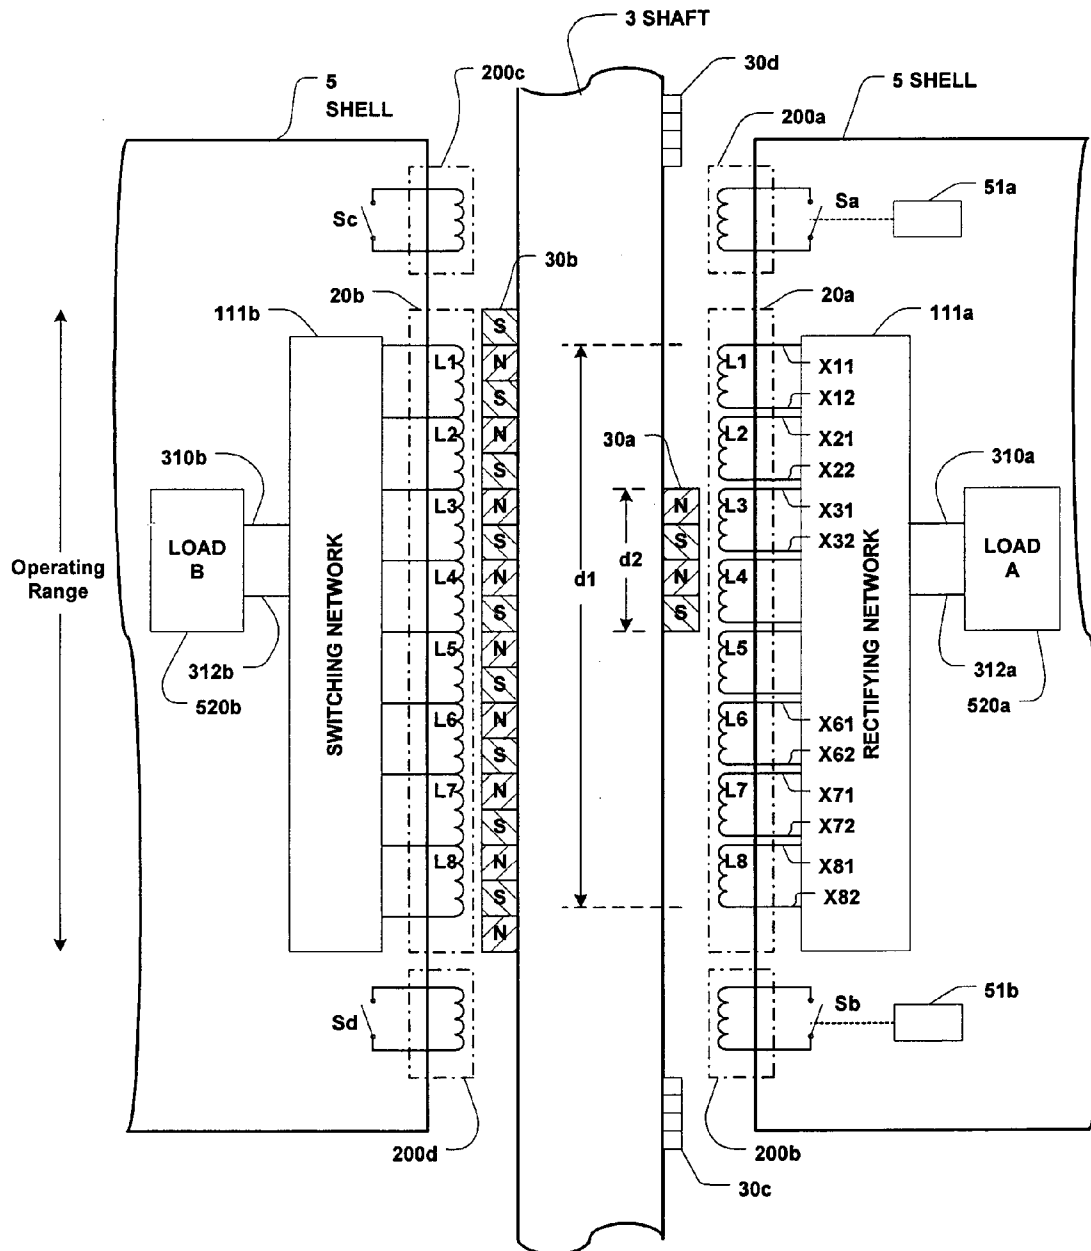 3 SHAFT
5
SHELL
200c
30d
5 SHELL
200a
51a
Sc
Sa
30b
20b
111b
20a
111a
S
N
S
N
S
N
S
N
S
N
S
N
S
N
S
N
S
N
L1
L2
L3
L4
L5
L6
L7
L8
L1
L2
L3
L4
L5
L6
L7
L8
X11
X12
X21
X22
X31
X32
X61
X62
X71
X72
X81
X82
30a
N
S
N
S
d1
d2
310b
310a
LOAD
B
LOAD
A
Operating
Range
SWITCHING NETWORK
RECTIFYING NETWORK
312b
312a
520b
520a
Sd
Sb
51b
200d
200b
30c